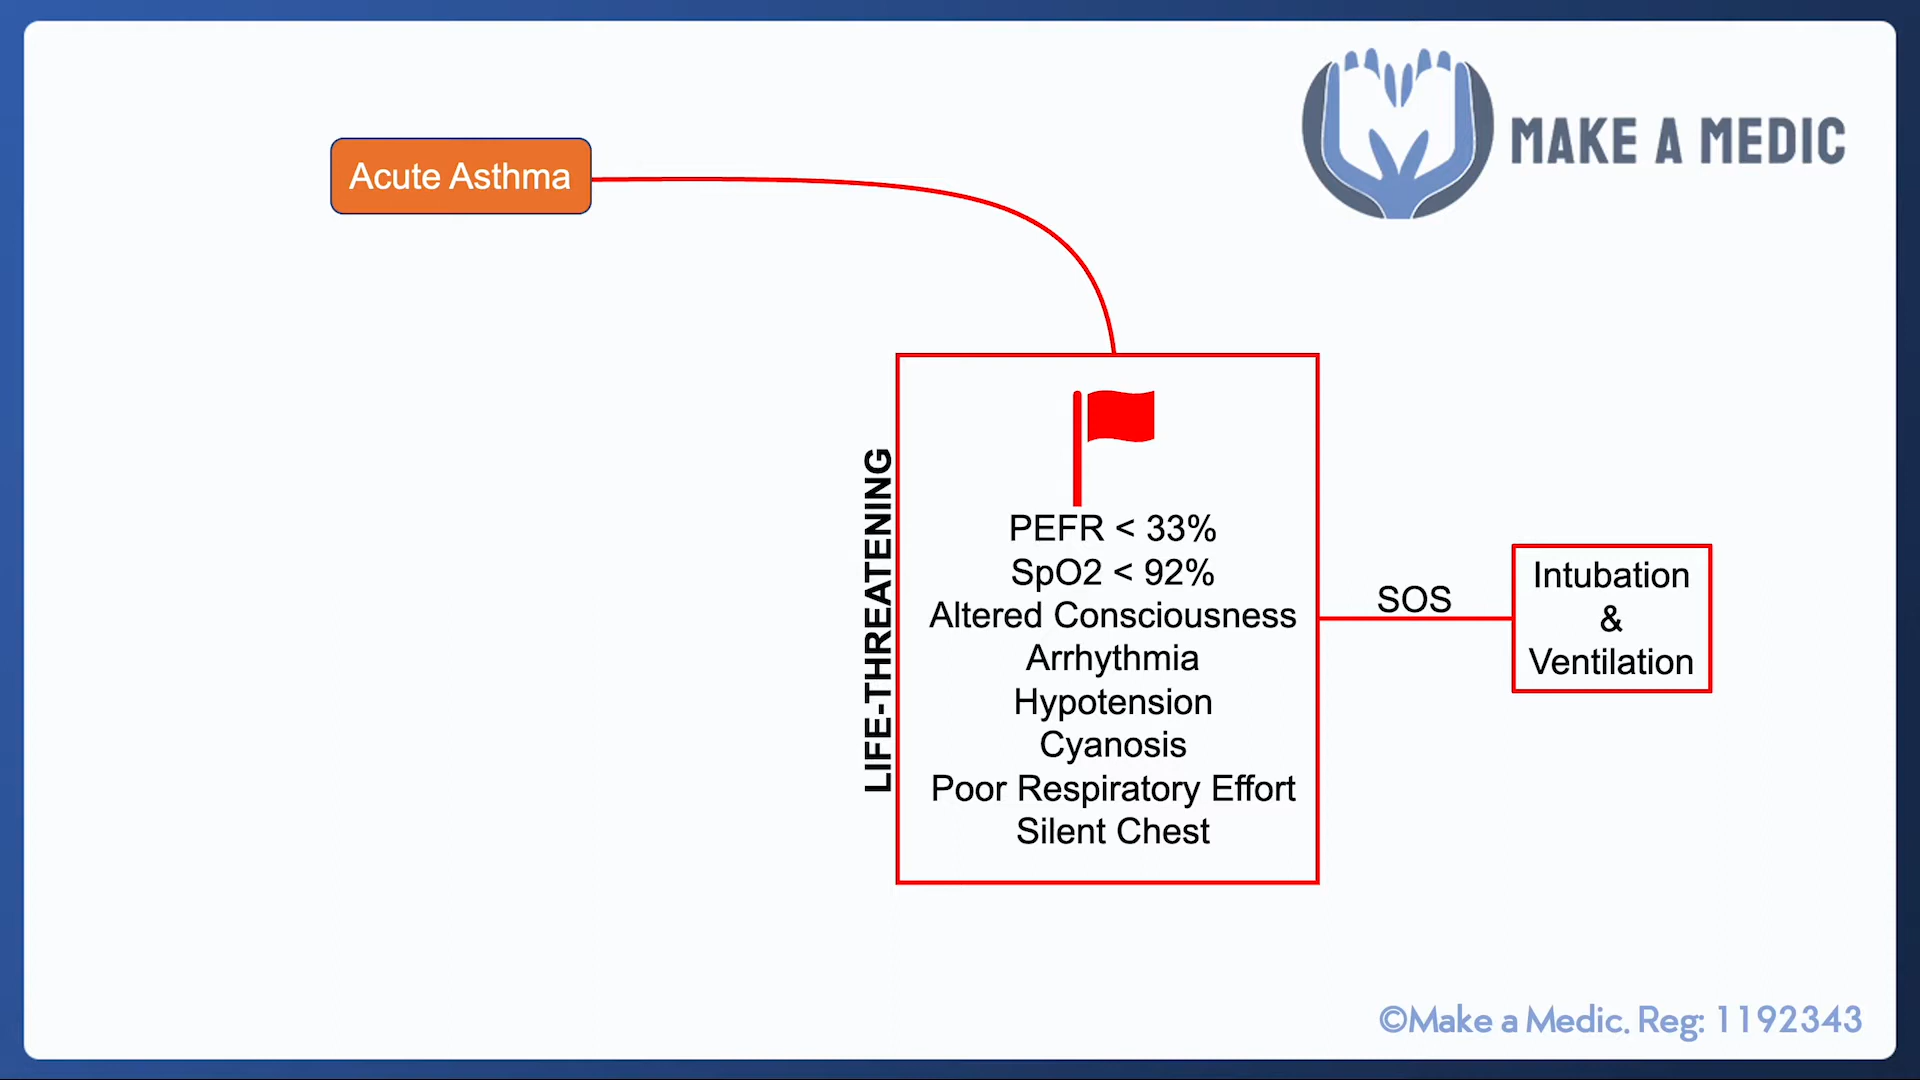 MAKE A MEDIC
Acute Asthma
LIFE-THREATENING
PEFR < 33%
SpO2 < 92%
Altered Consciousness
Arrhythmia
Hypotension
Cyanosis
Poor Respiratory Effort
Silent Chest
SOS
Intubation
&
Ventilation
©Make a Medic. Reg: 1192343